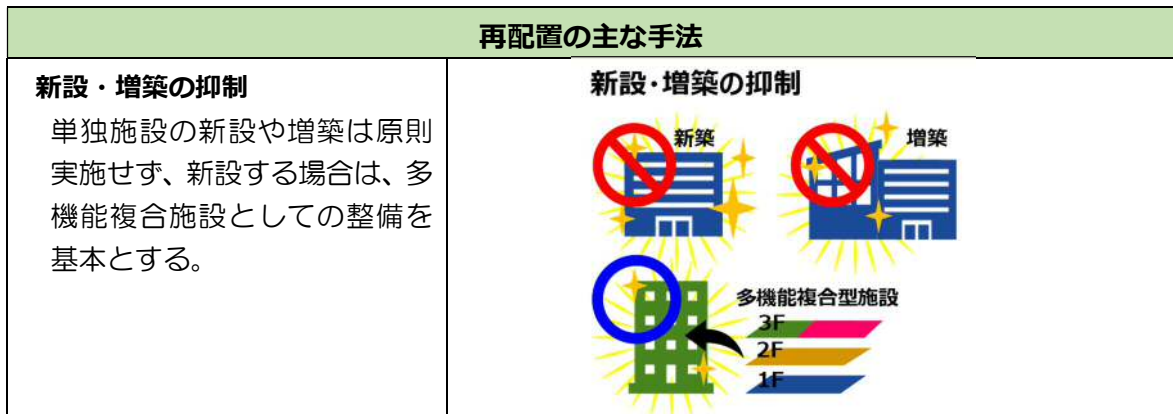 再配置の主な手法
新設・増築の抑制
単独施設の新設や増築は原則
実施せず、新設する場合は、多
機能複合施設としての整備を
基本とする。
新設・増築の抑制
新築
増築
多機能複合型施設
3F
2F
1F